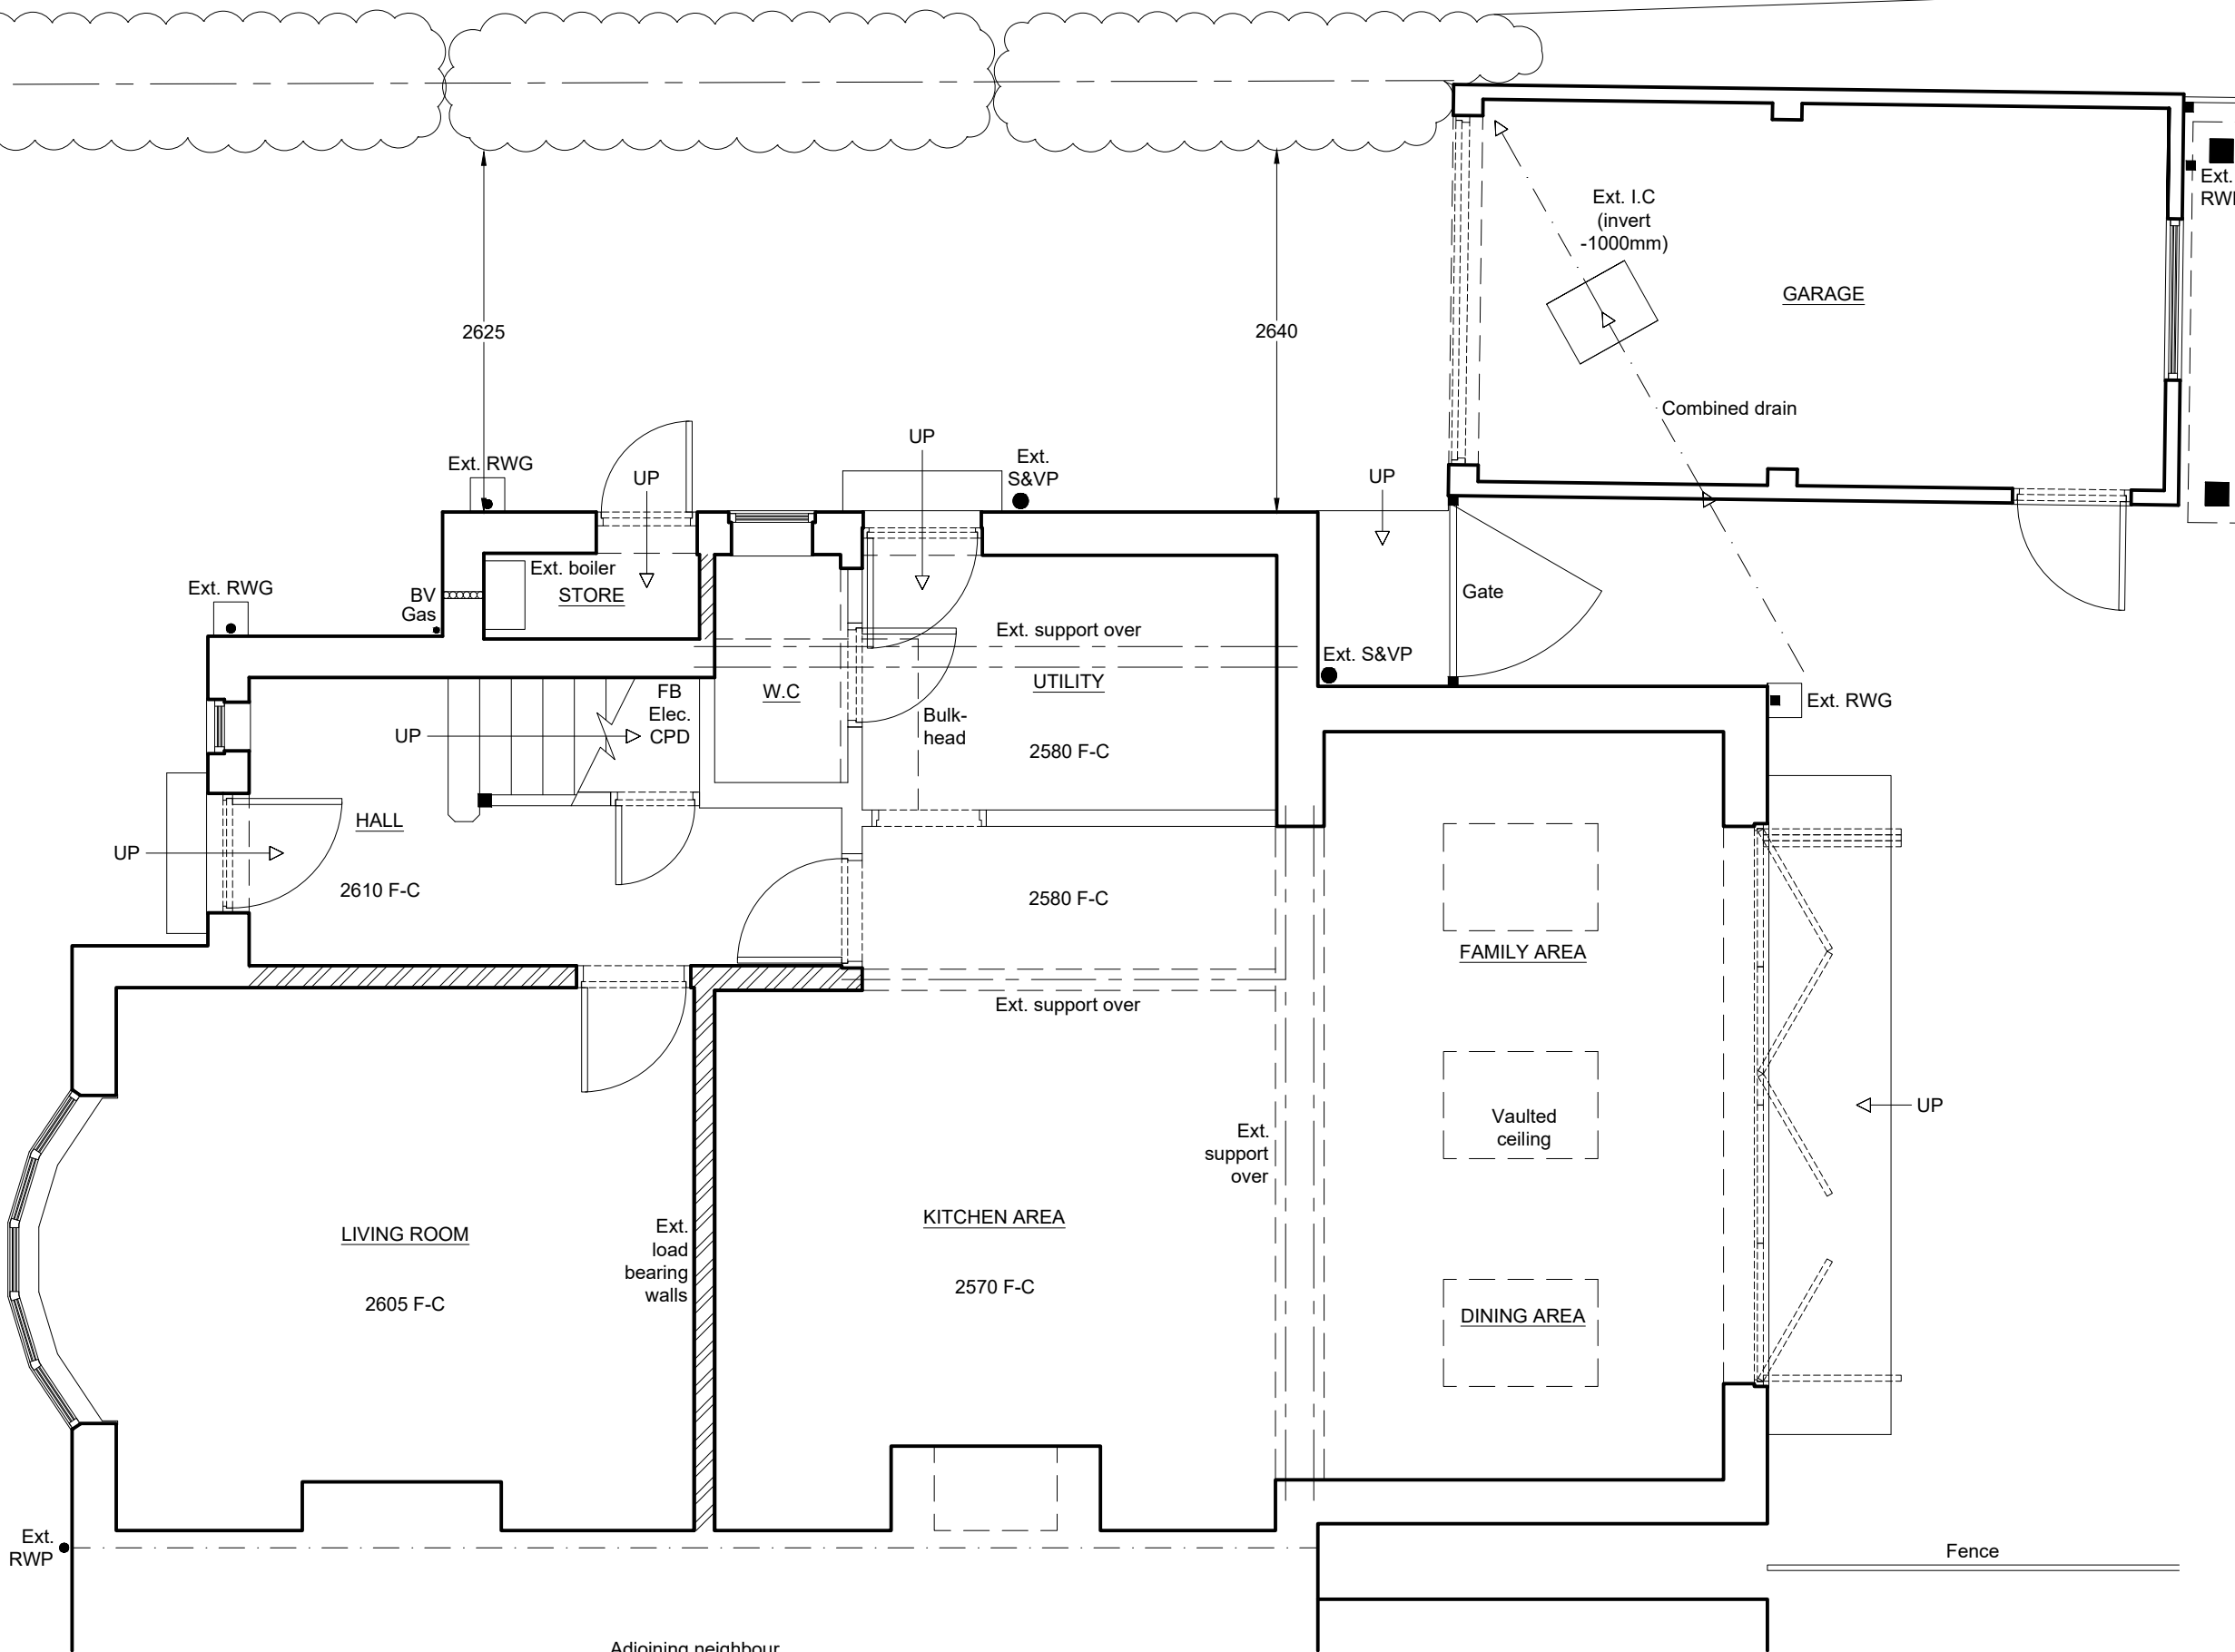 Ext. I.C
(invert
-1000mm)
Ext.
GARAGE
2625
2640
Combined drain
UP
Ext.
S&VP
Ext. RWG
UP
UP
Ext. boiler
STORE
Ext. RWG
BV
Gas
Gate
Ext. support over
Ext. S&VP
UTILITY
FB
Elec.
CPD
W.C
Ext. RWG
Bulk-
head
UP
2580 F-C
HALL
UP
2610 F-C
2580 F-C
FAMILY AREA
Ext. support over
UP
Vaulted
ceiling
Ext.
support
over
KITCHEN AREA
LIVING ROOM
Ext.
load
bearing
walls
2570 F-C
2605 F-C
DINING AREA
Ext.
RWP
Fence
Adjoining neighbour